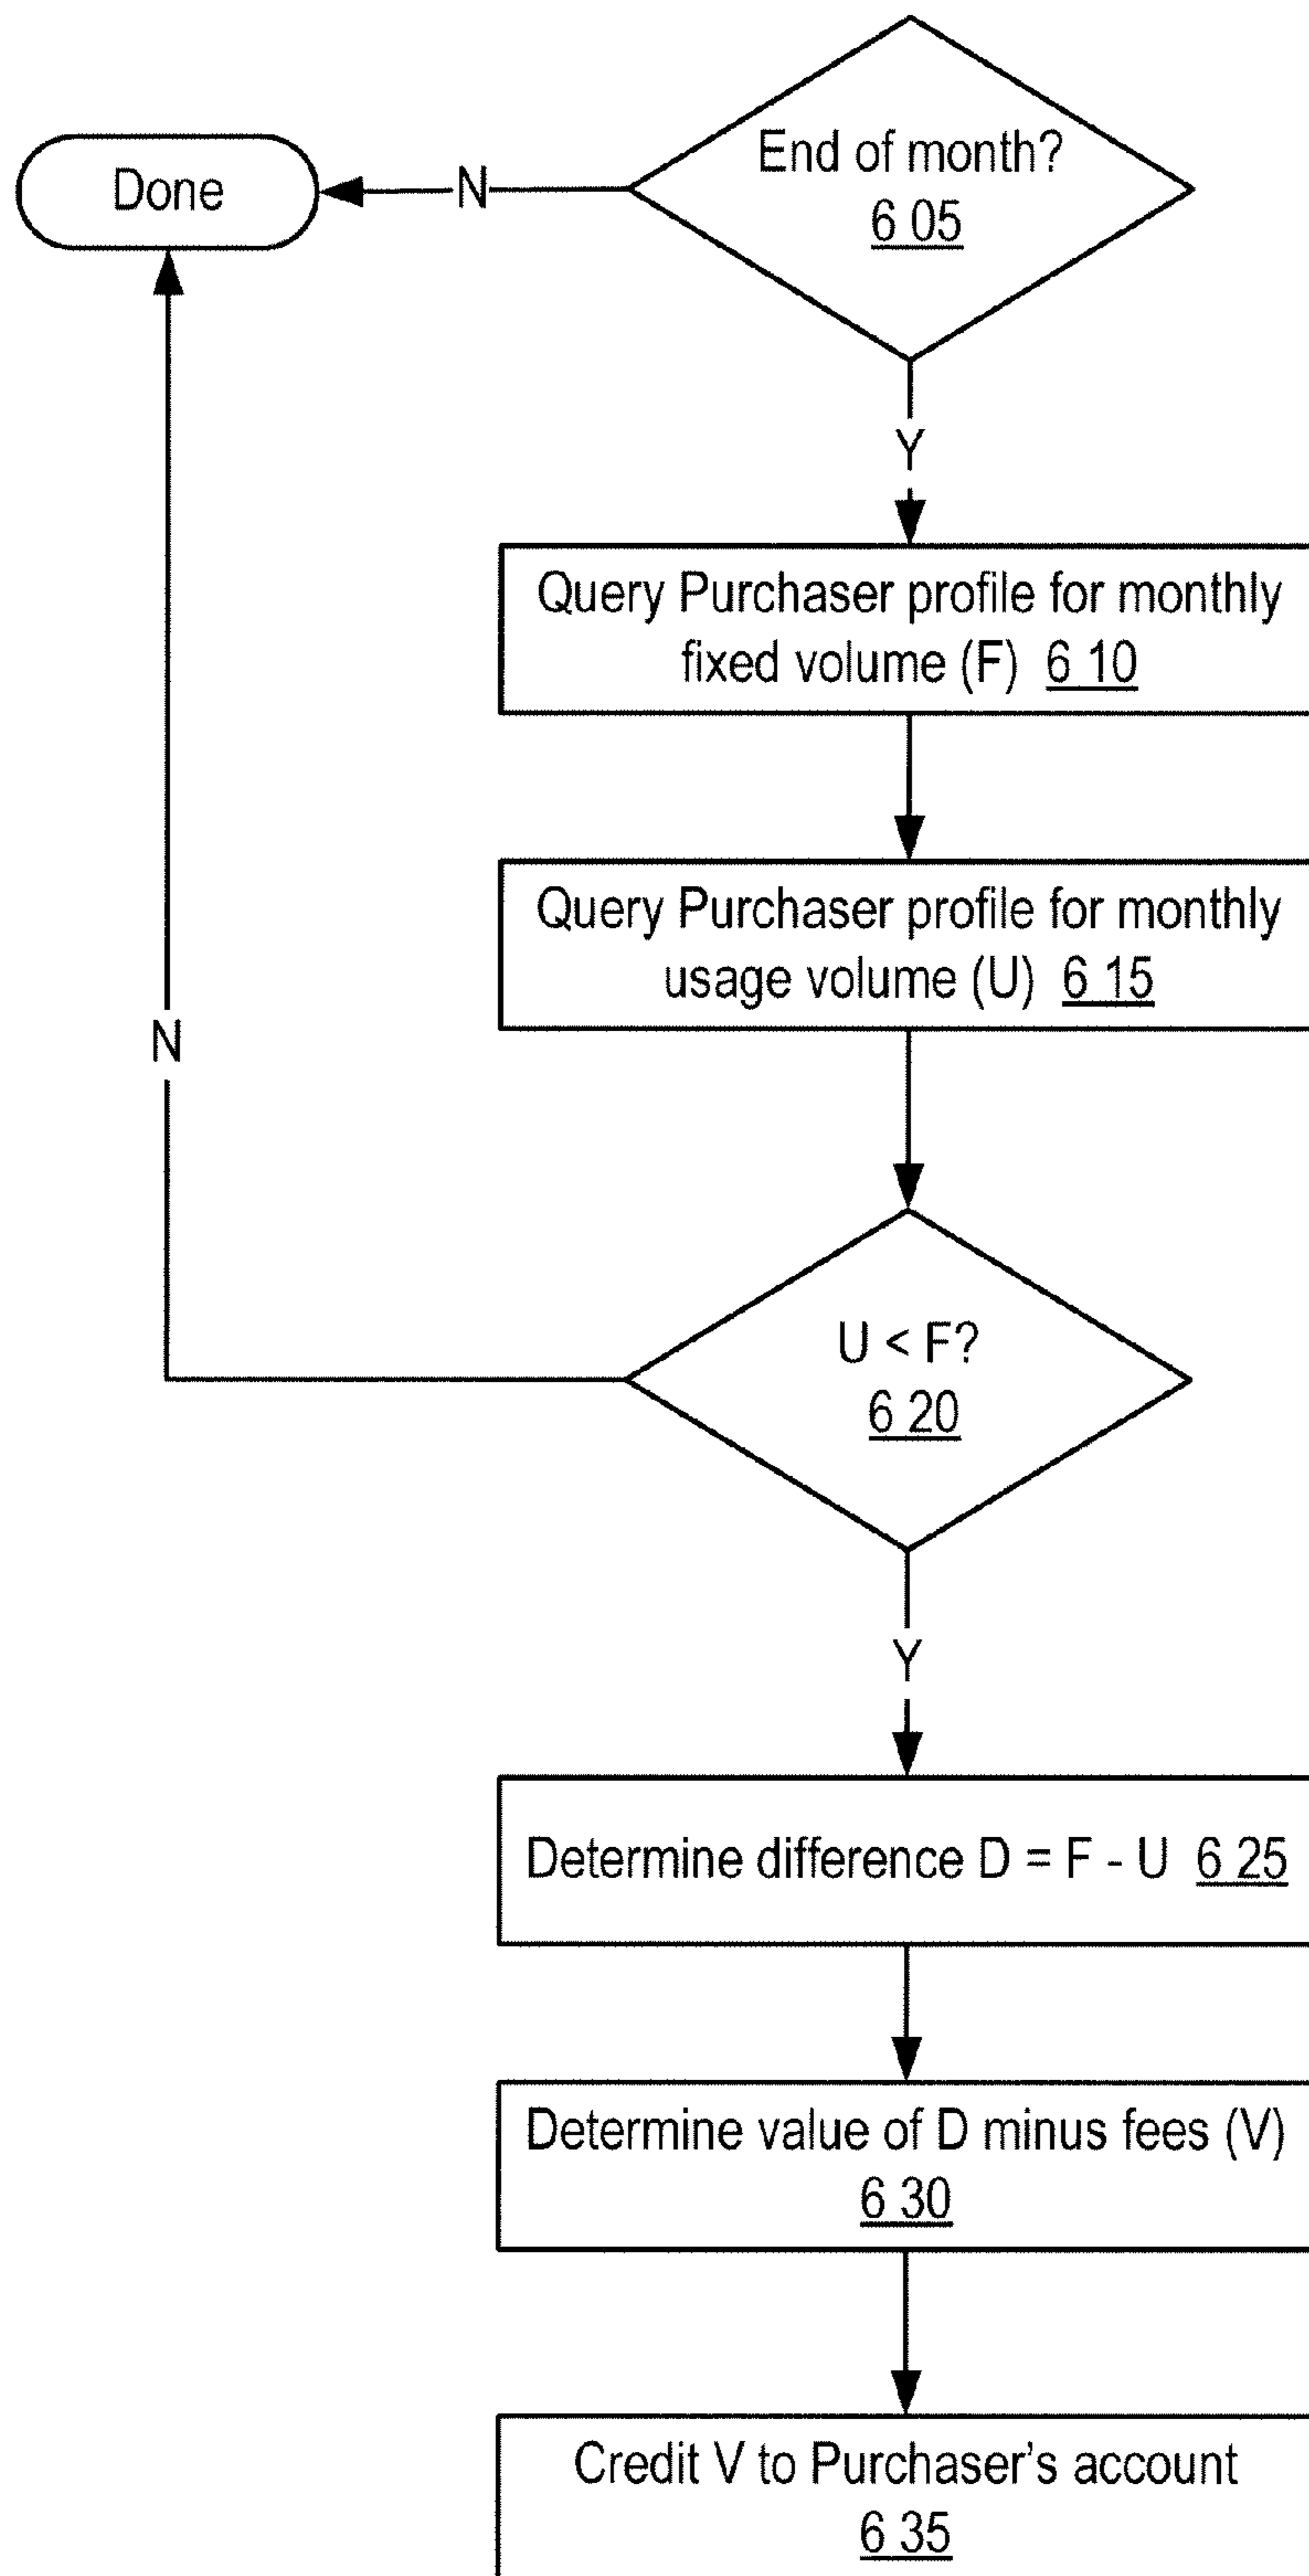 End of month?
6 05
Done
N
Y
Query Purchaser profile for monthly
fixed volume (F) 6 10
Query Purchaser profile for monthly
usage volume (U) 6 15
N
U < F?
6 20
Y
Determine difference D = F - U 6 25
Determine value of D minus fees (V)
6 30
Credit V to Purchaser's account
6 35